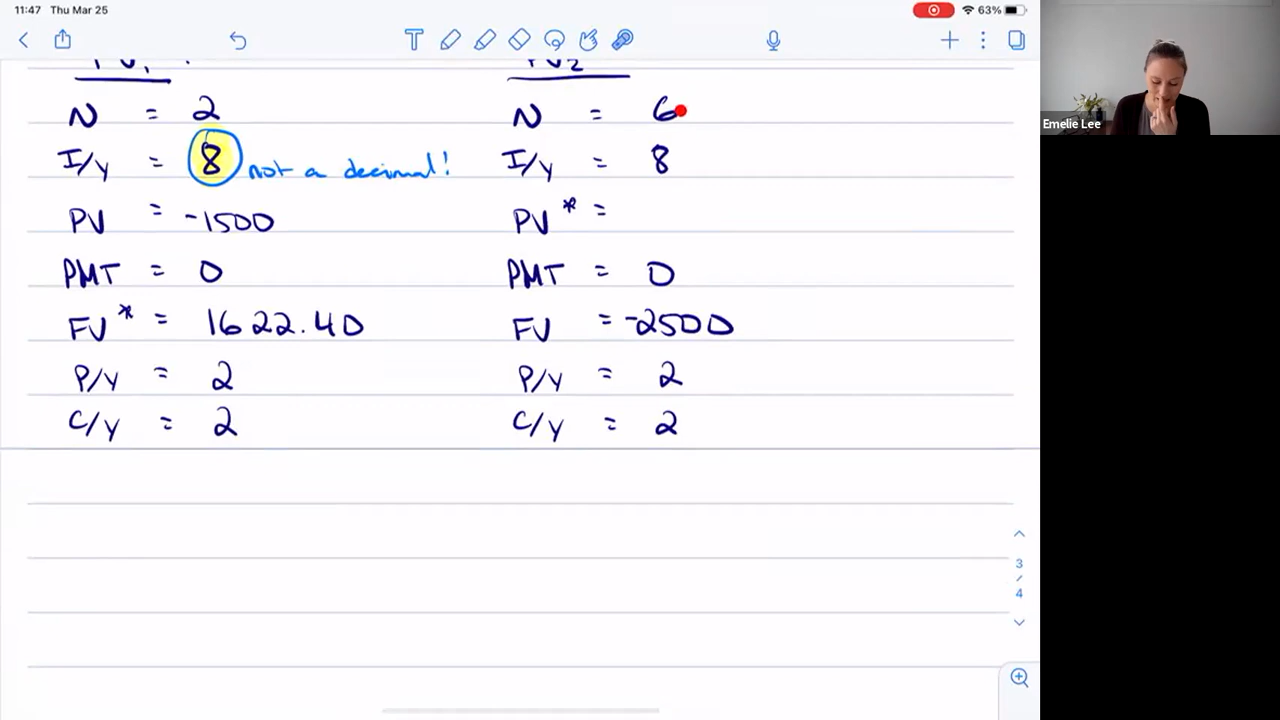 11:47 Thu Mar 25
63%
N = 2
I/Y = 8 not a decimal!
PV = -1500
PMT = 0
FV* = 1622.40
P/Y = 2
C/Y = 2
N = 6
I/Y = 8
PV* =
PMT = 0
FV = -2500
P/Y = 2
C/Y = 2
3
/
4
Emelie Lee